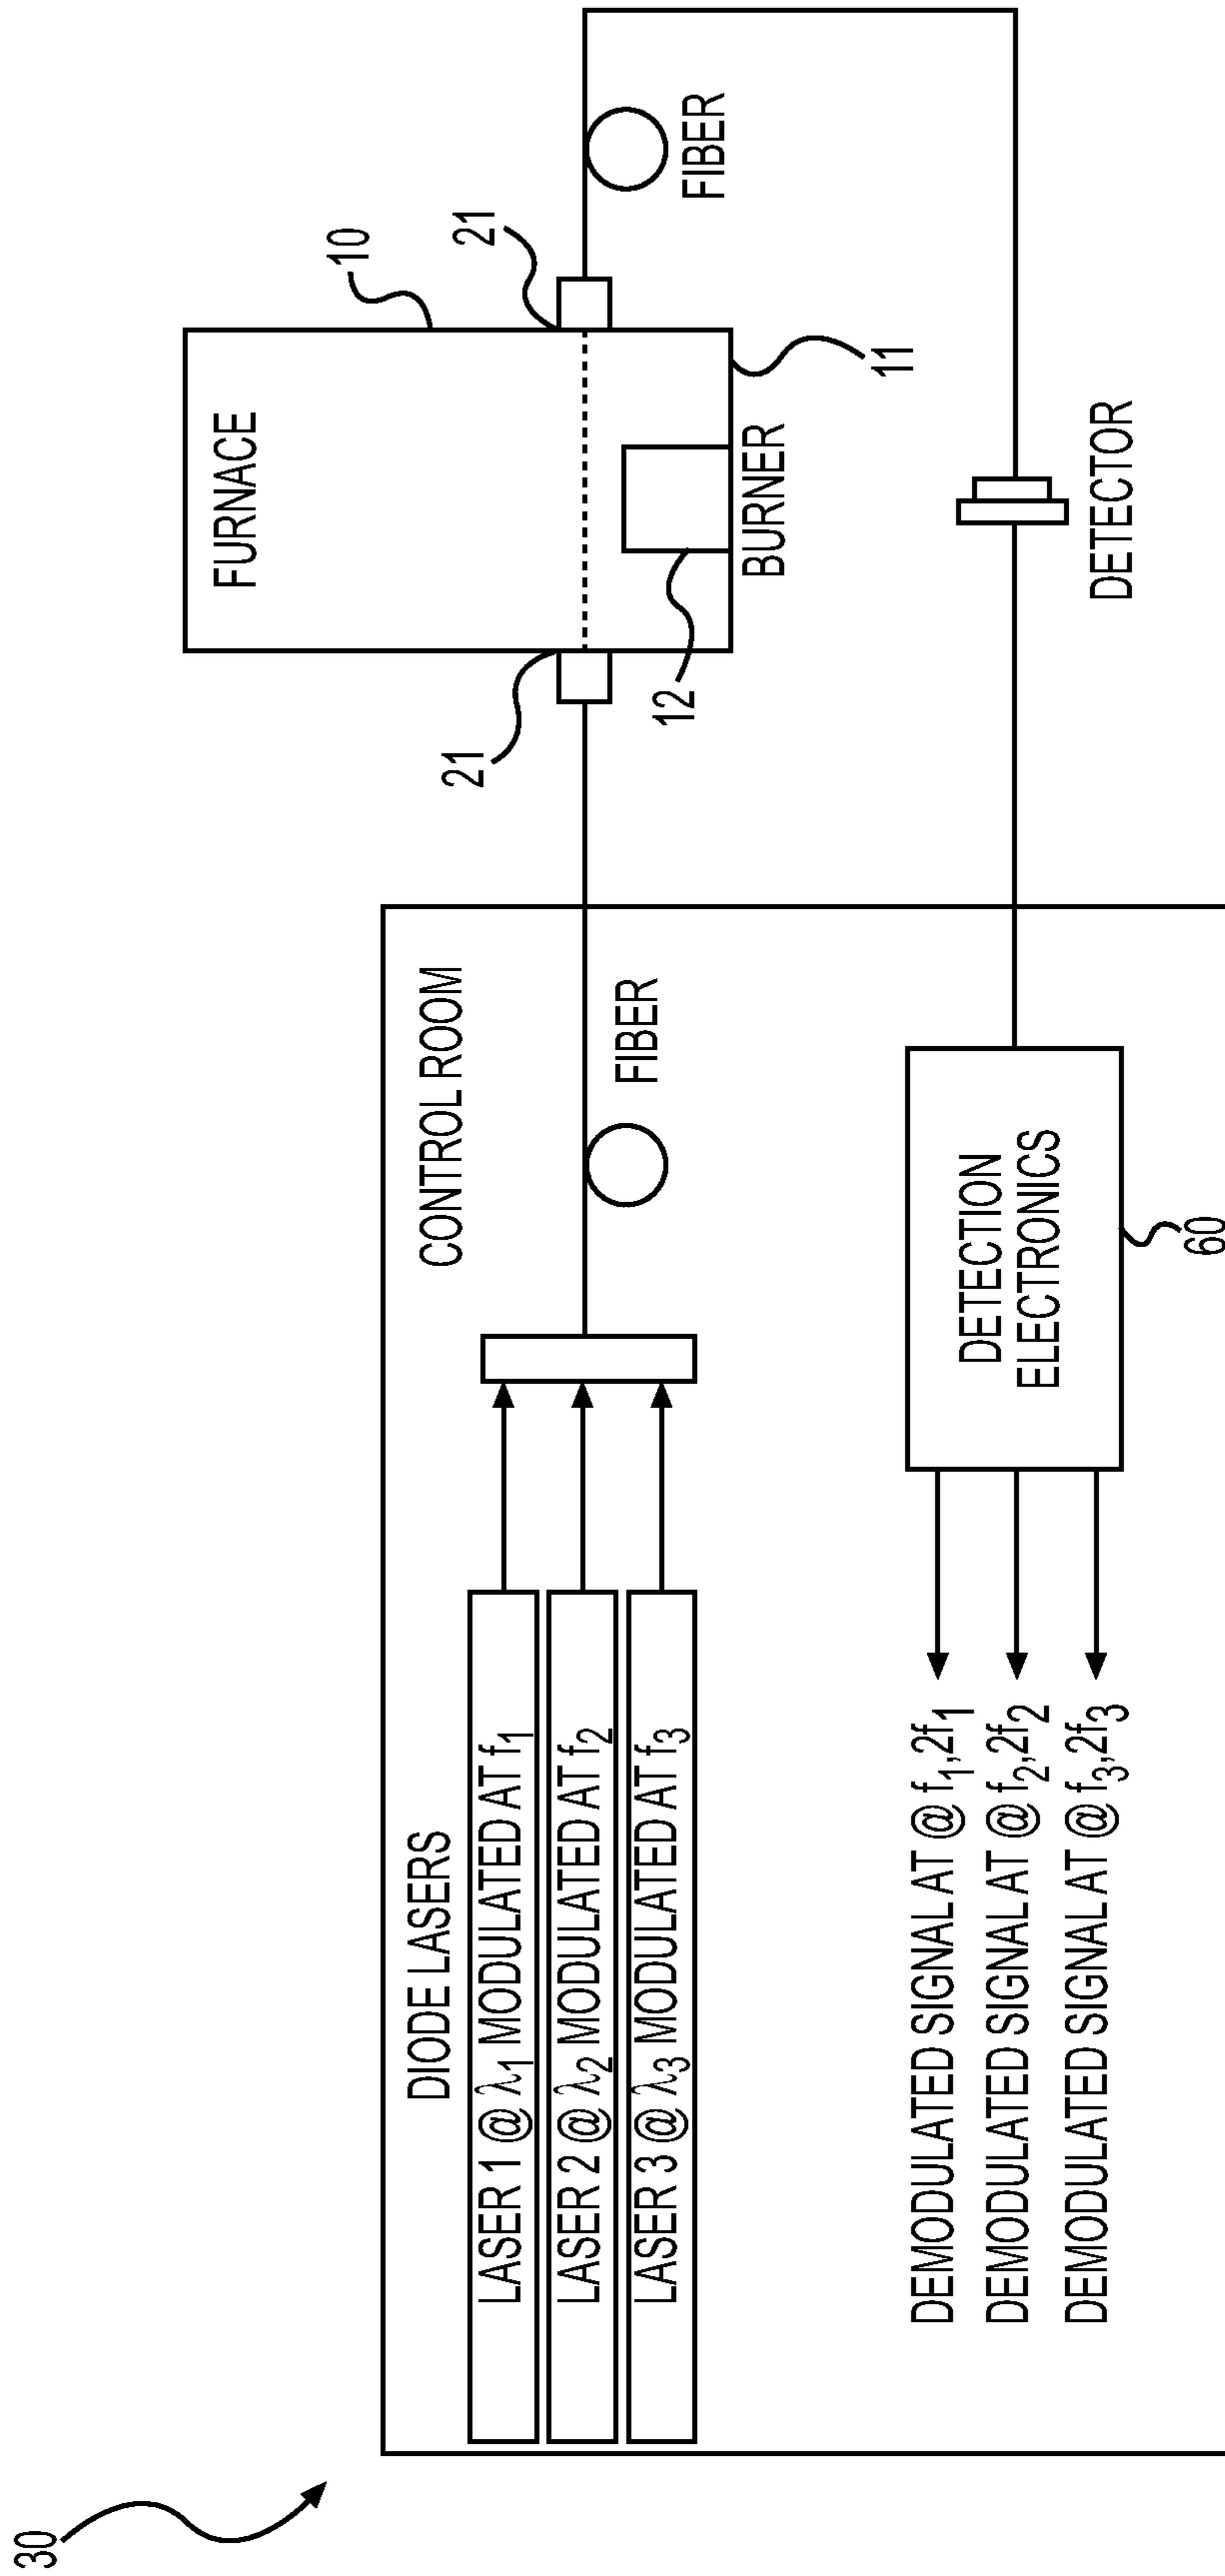 30
DIODE LASERS
LASER 1 @ λ1 MODULATED AT f1
LASER 2 @ λ2 MODULATED AT f2
LASER 3 @ λ3 MODULATED AT f3
CONTROL ROOM
FIBER
FURNACE
10
21
21
12
BURNER
11
FIBER
DETECTOR
DETECTION
ELECTRONICS
60
DEMODULATED SIGNAL AT @ f1,2f1
DEMODULATED SIGNAL AT @ f2,2f2
DEMODULATED SIGNAL AT @ f3,2f3